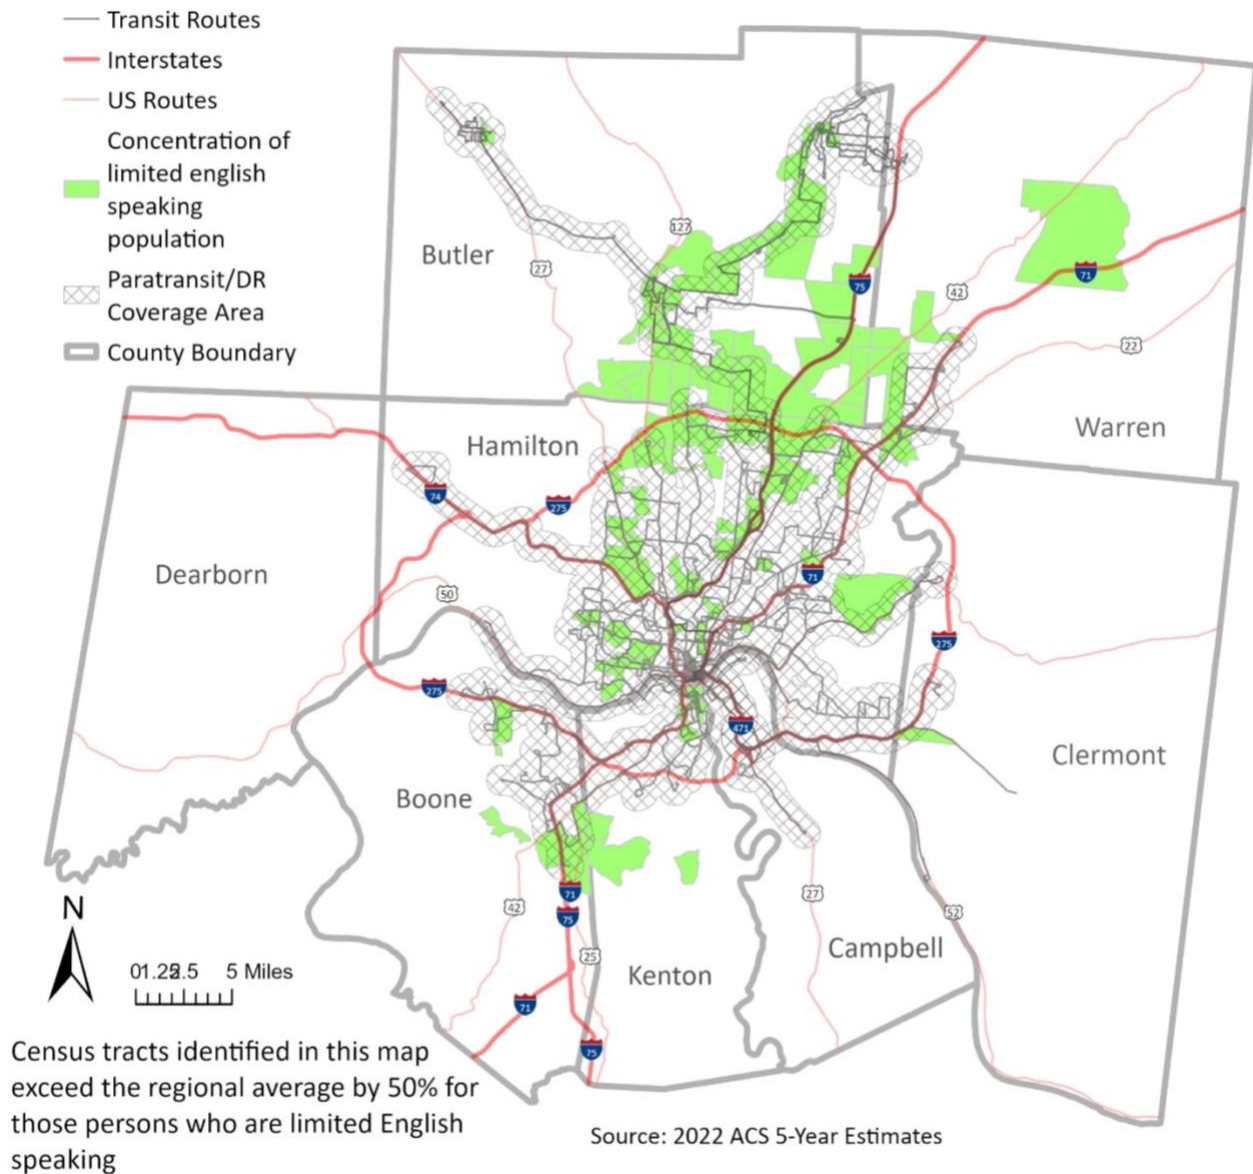 Transit Routes
Interstates
US Routes
Concentration of
limited english
speaking
population
Paratransit/DR
Coverage Area
County Boundary
127
Butler
27
75
42
71
22
Hamilton
Warren
74
275
Dearborn
50
71
275
275
471
Clermont
Boone
71
42
75
27
52
25
Campbell
Kenton
71
75
N
01.252.5 5 Miles
Census tracts identified in this map
exceed the regional average by 50% for
those persons who are limited English
speaking
Source: 2022 ACS 5-Year Estimates